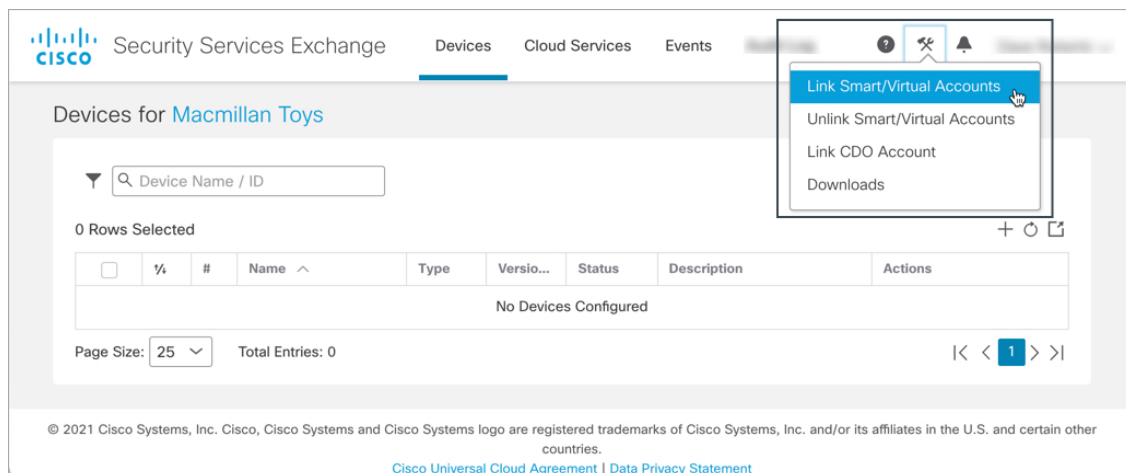 CISCO
Security Services Exchange
Devices
Cloud Services
Events
Link Smart/Virtual Accounts
Unlink Smart/Virtual Accounts
Link CDO Account
Downloads
Devices for Macmillan Toys
Device Name / ID
0 Rows Selected
# Name Type Versio... Status Description Actions
No Devices Configured
Page Size: 25 Total Entries: 0
1
© 2021 Cisco Systems, Inc. Cisco, Cisco Systems and Cisco Systems logo are registered trademarks of Cisco Systems, Inc. and/or its affiliates in the U.S. and certain other
countries.
Cisco Universal Cloud Agreement | Data Privacy Statement